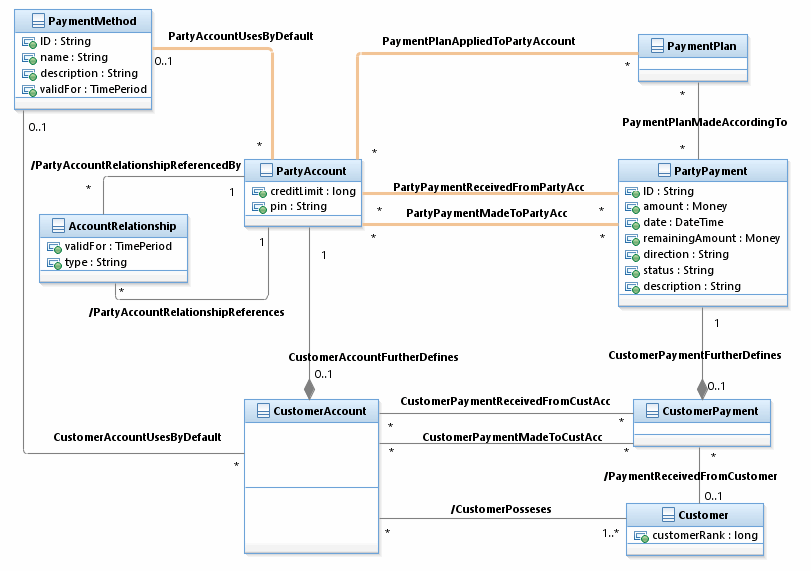 PaymentMethod
ID : String
name : String
description : String
validFor : TimePeriod
PartyAccountUsesByDefault
0..1
*
PaymentPlanAppliedToPartyAccount
*
*
PaymentPlan
*
PaymentPlanMadeAccordingTo
*
0..1
/PartyAccountRelationshipReferencedBy
*
1
PartyAccount
creditLimit : long
pin : String
PartyPaymentReceivedFromPartyAcc
*
*
PartyPaymentMadeToPartyAcc
*
*
PartyPayment
ID : String
amount : Money
date : DateTime
remainingAmount : Money
direction : String
status : String
description : String
AccountRelationship
validFor : TimePeriod
type : String
1
*
/PartyAccountRelationshipReferences
1
CustomerAccountFurtherDefines
0..1
1
CustomerPaymentFurtherDefines
0..1
CustomerAccount
CustomerPaymentReceivedFromCustAcc
*
*
CustomerPaymentMadeToCustAcc
*
*
CustomerPayment
CustomerAccountUsesByDefault
*
*
/PaymentReceivedFromCustomer
0..1
/CustomerPosseses
*
1..*
Customer
customerRank : long